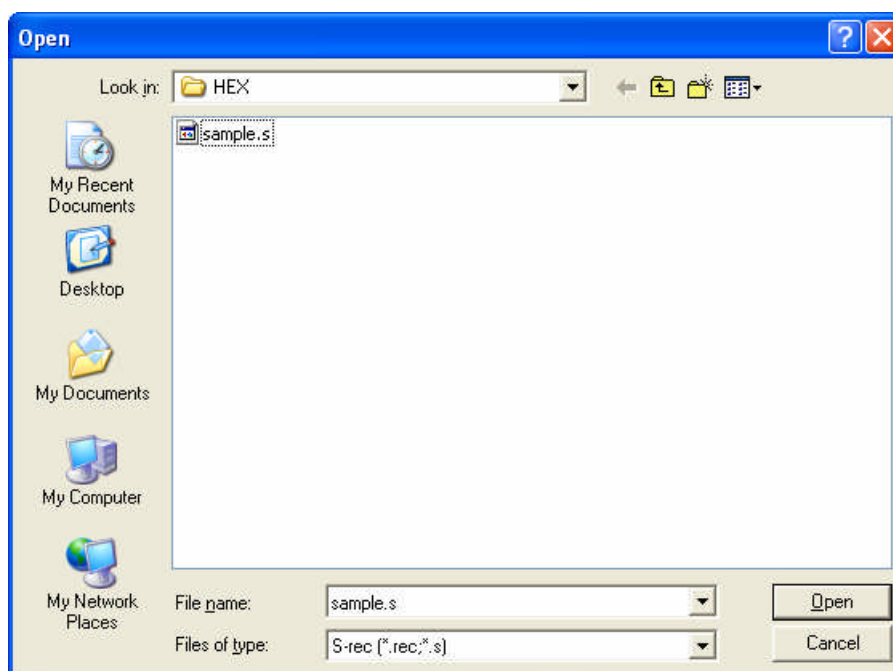 Open
Look in:
HEX
sample.s
My Recent
Documents
Desktop
My Documents
My Computer
My Network
Places
File name:
sample.s
Open
Files of type:
S-rec (*.rec;*.s)
Cancel